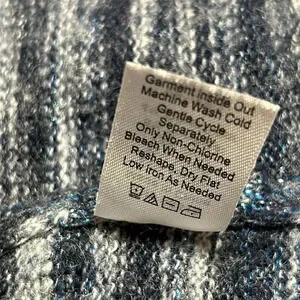 Garment Inside Out
Machine Wash Cold
Gentle Cycle
Separately
Only Non-Chlorine
Bleach When Needed
Reshape, Dry Flat
Low Iron As Needed